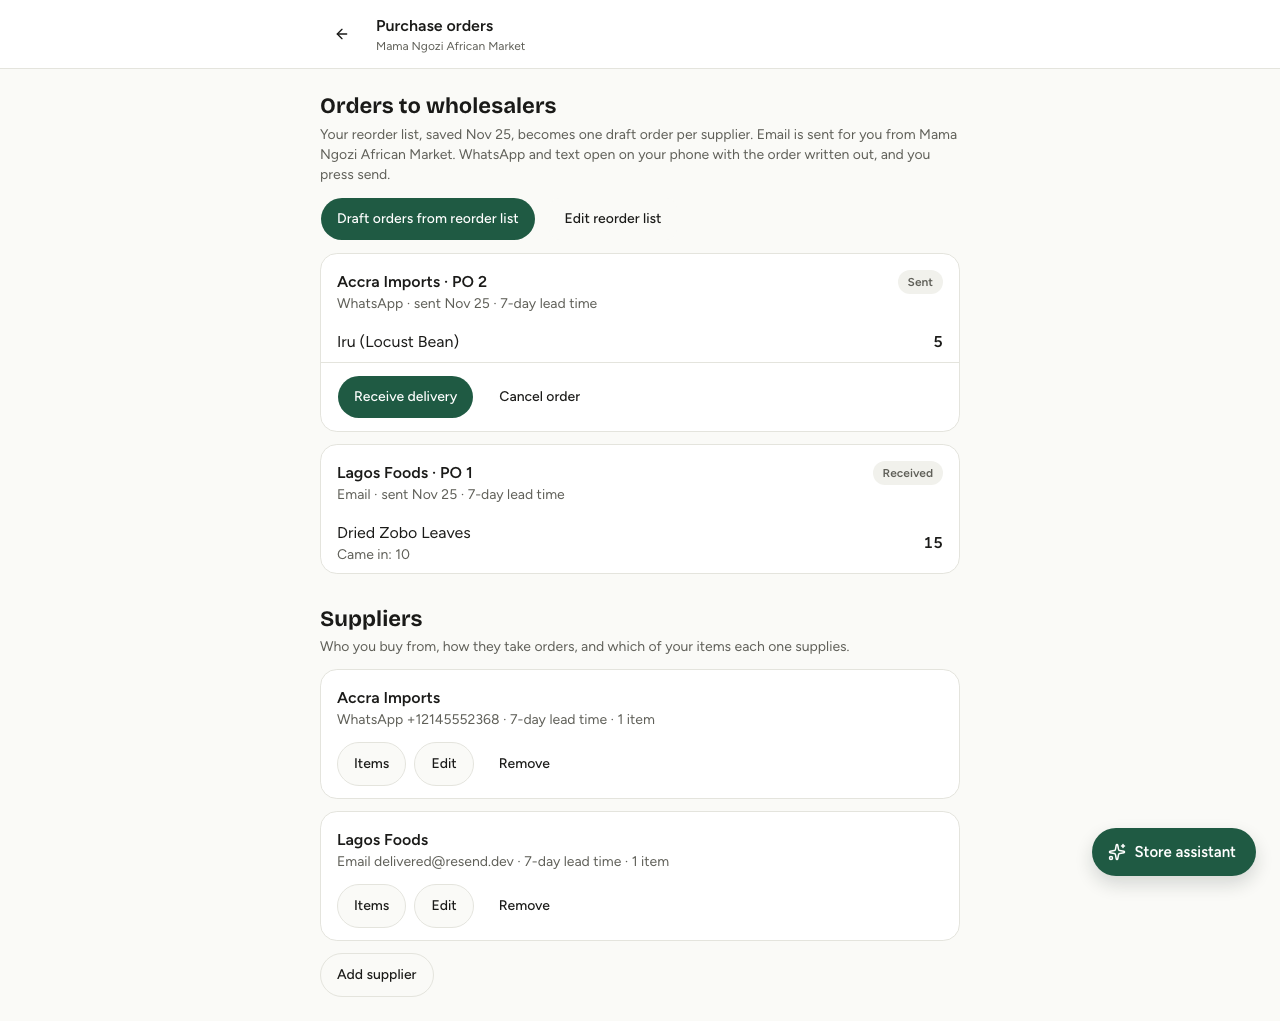 Purchase orders
Mama Ngozi African Market
Orders to wholesalers
Your reorder list, saved Nov 25, becomes one draft order per supplier. Email is sent for you from Mama
Ngozi African Market. WhatsApp and text open on your phone with the order written out, and you
press send.
Draft orders from reorder list
Edit reorder list
Accra Imports · PO 2
Sent
WhatsApp · sent Nov 25 · 7-day lead time
Iru (Locust Bean)
5
Receive delivery
Cancel order
Lagos Foods · PO 1
Received
Email · sent Nov 25 · 7-day lead time
Dried Zobo Leaves
Came in: 10
15
Suppliers
Who you buy from, how they take orders, and which of your items each one supplies.
Accra Imports
WhatsApp +12145552368 · 7-day lead time · 1 item
Items
Edit
Remove
Lagos Foods
Email delivered@resend.dev · 7-day lead time · 1 item
Items
Edit
Remove
Add supplier
Store assistant